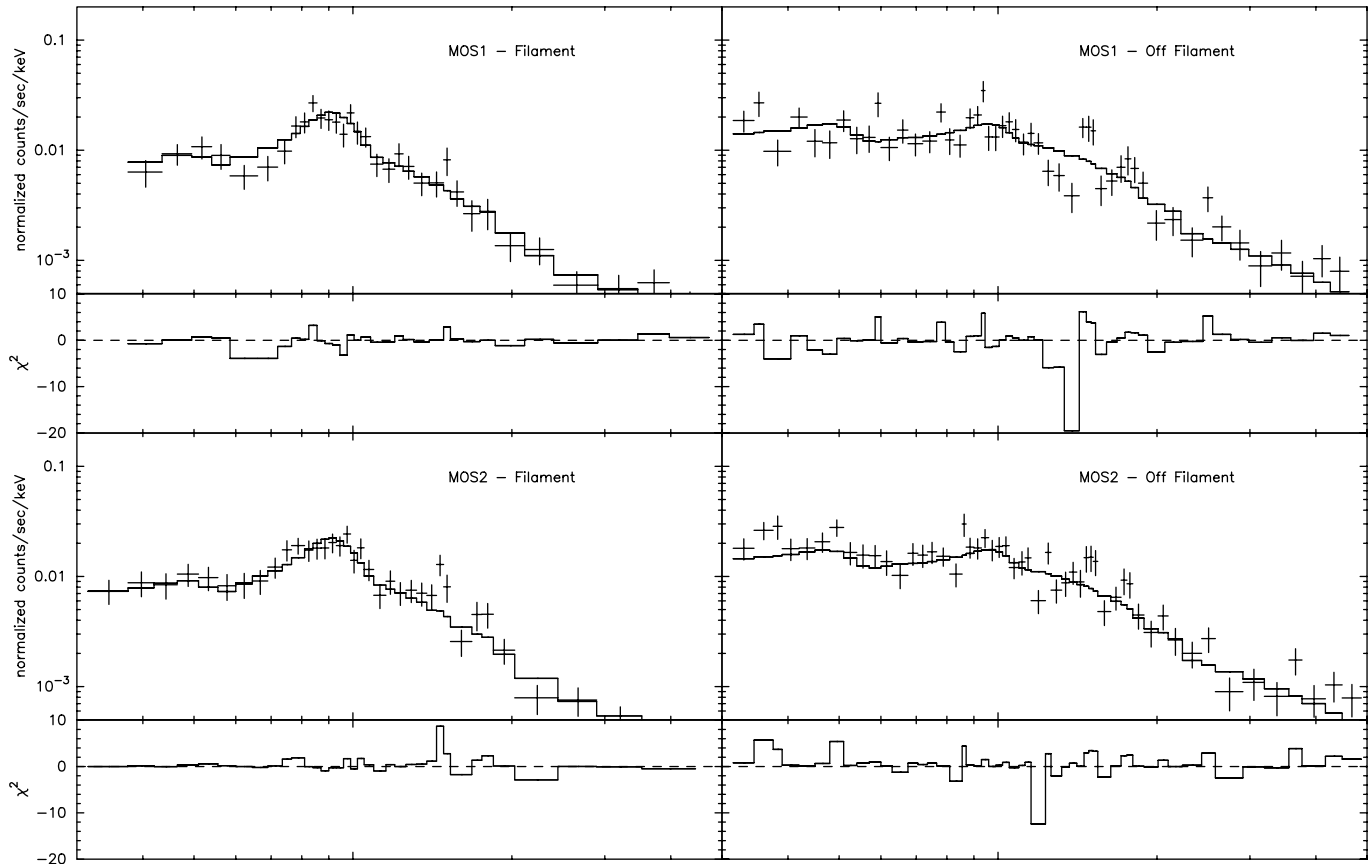 MOS1 – Filament
MOS1 – Off Filament
normalized counts/sec/keV
0.1
0.01
10⁻³
χ²
10
0
−10
−20
MOS2 – Filament
MOS2 – Off Filament
normalized counts/sec/keV
0.1
0.01
10⁻³
χ²
10
0
−10
−20